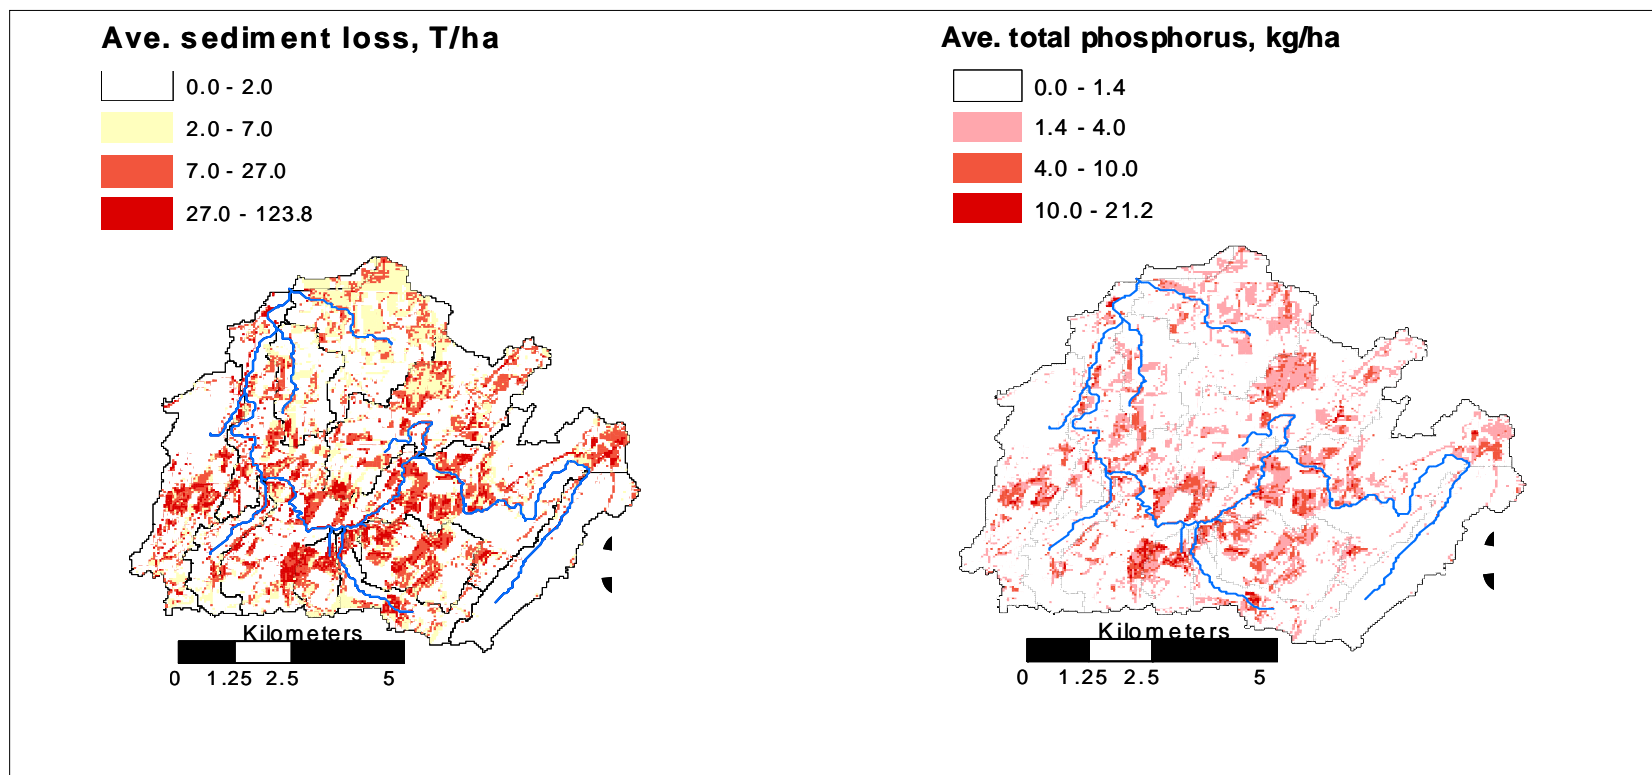 Ave. sediment loss, T/ha
0.0 - 2.0
2.0 - 7.0
7.0 - 27.0
27.0 - 123.8
Kilometers
0 1.25 2.5 5
Ave. total phosphorus, kg/ha
0.0 - 1.4
1.4 - 4.0
4.0 - 10.0
10.0 - 21.2
Kilometers
0 1.25 2.5 5